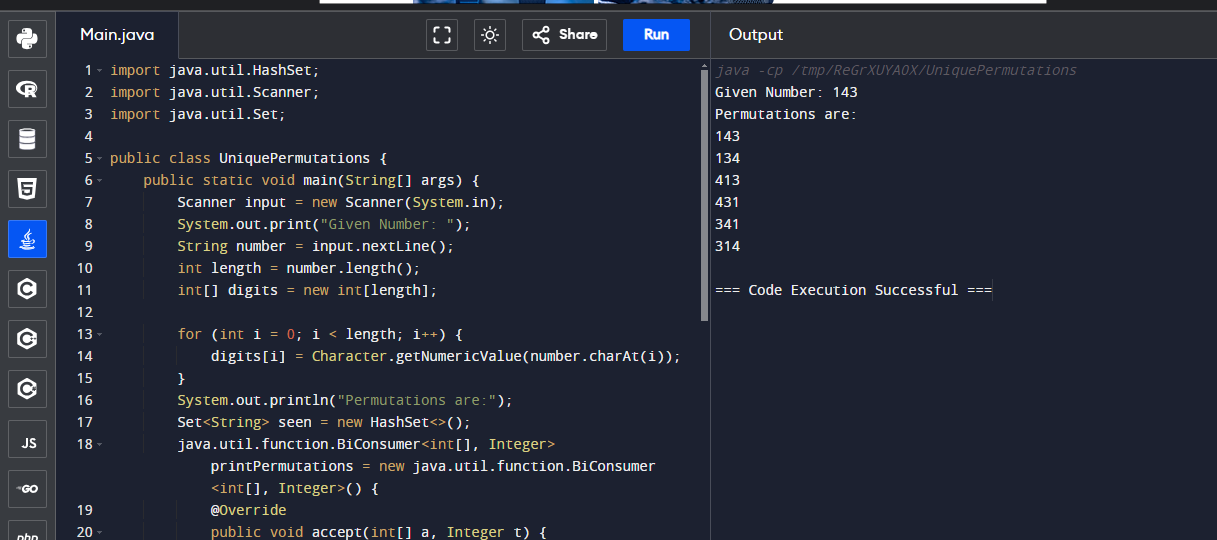 Main.java
Share
Run
Output
1 import java.util.HashSet;
2 import java.util.Scanner;
3 import java.util.Set;
4
5 public class UniquePermutations {
6 public static void main(String[] args) {
7 Scanner input = new Scanner(System.in);
8 System.out.print("Given Number: ");
9 String number = input.nextLine();
10 int length = number.length();
11 int[] digits = new int[length];
12
13 for (int i = 0; i < length; i++) {
14 digits[i] = Character.getNumericValue(number.charAt(i));
15 }
16 System.out.println("Permutations are:");
17 Set<String> seen = new HashSet<>();
18 java.util.function.BiConsumer<int[], Integer>
printPermutations = new java.util.function.BiConsumer
<int[], Integer>() {
19 @Override
20 public void accept(int[] a, Integer t) {
java -cp /tmp/ReGrXUYA0X/UniquePermutations
Given Number: 143
Permutations are:
143
134
413
431
341
314
=== Code Execution Successful ===
R
5
C
C
C
JS
GO
php